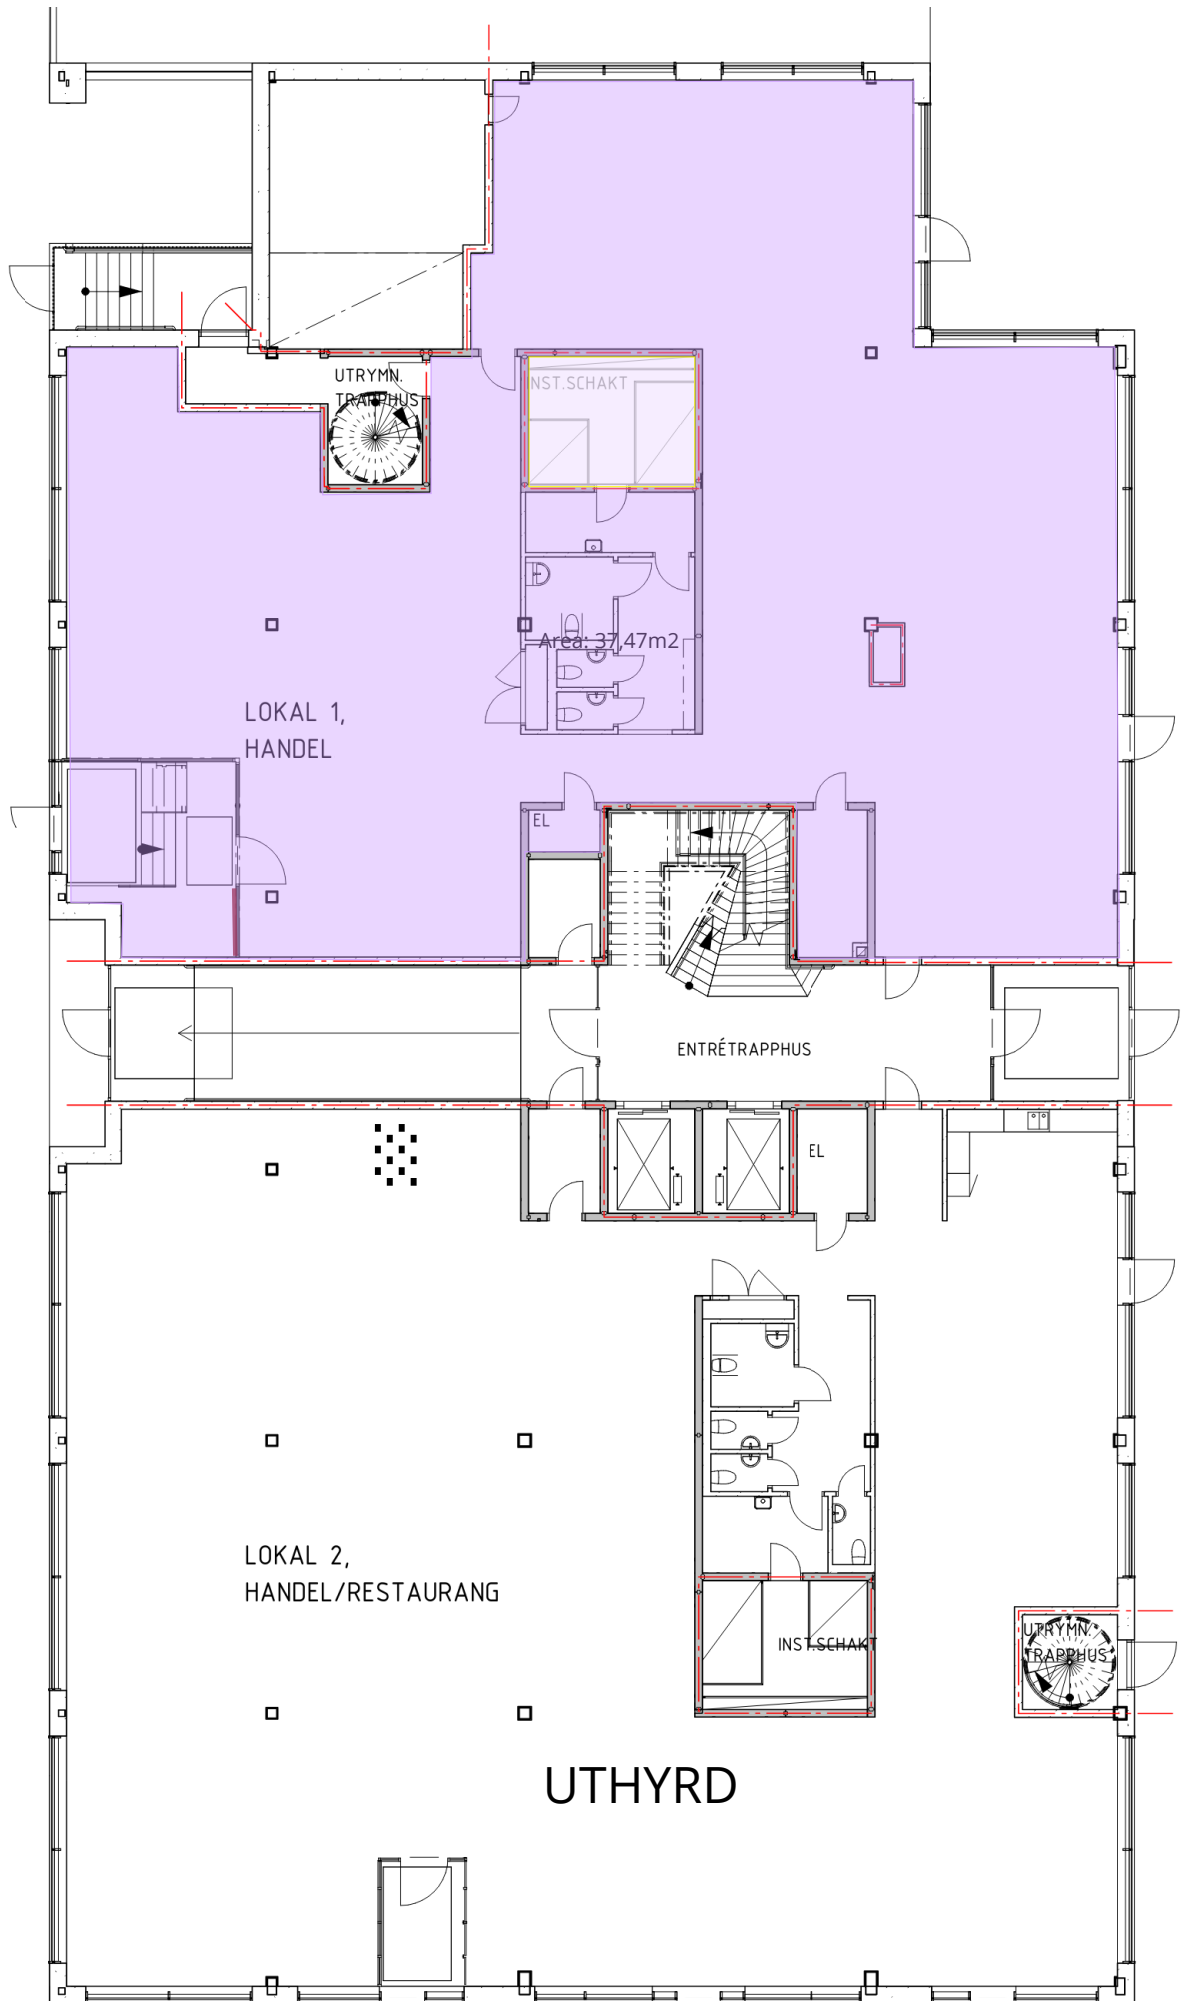 UTRYMN.
TRAPPHUS
INST.SCHAKT
Area: 37,47m2
LOKAL 1,
HANDEL
EL
ENTRÉTRAPPHUS
EL
LOKAL 2,
HANDEL/RESTAURANG
UTRYMN.
TRAPPHUS
INST.SCHAKT
UTHYRD